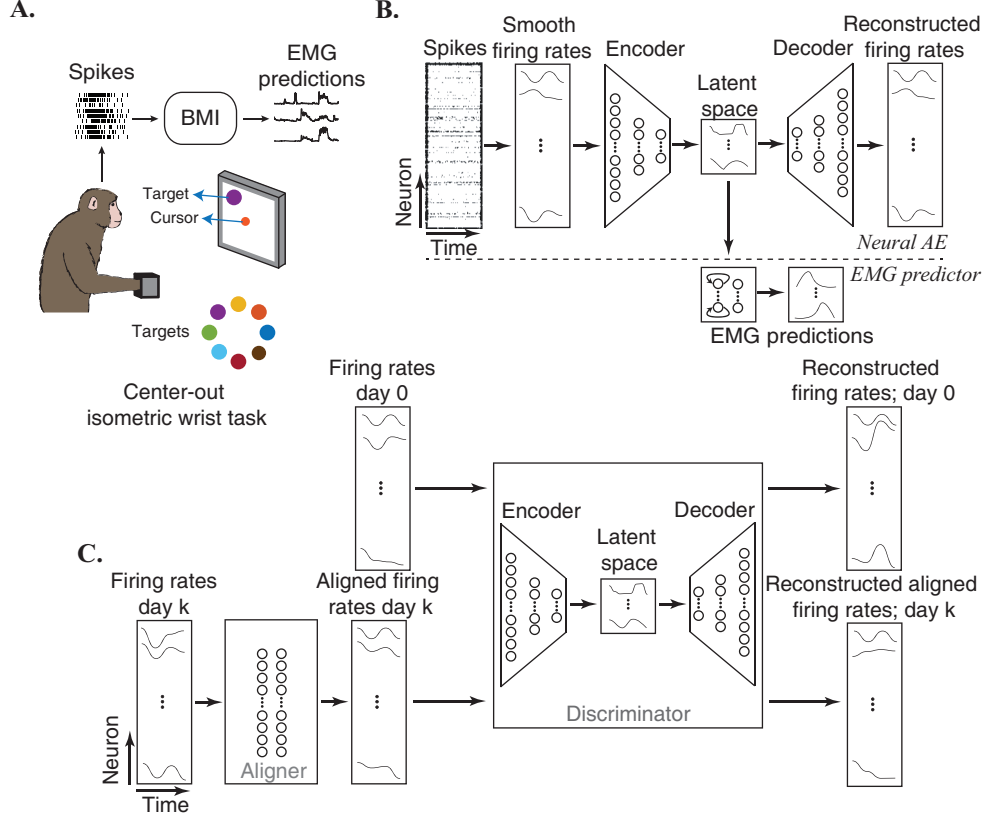 A.
Spikes
EMG
predictions
BMI
Target
Cursor
Targets
Center-out
isometric wrist task
B.
Spikes
Smooth
firing rates
Encoder
Latent
space
Decoder
Reconstructed
firing rates
Neuron
Time
Neural AE
EMG predictor
EMG predictions
C.
Firing rates
day k
Neuron
Time
Aligner
Aligned firing
rates day k
Firing rates
day 0
Encoder
Latent
space
Decoder
Discriminator
Reconstructed
firing rates; day 0
Reconstructed aligned
firing rates; day k